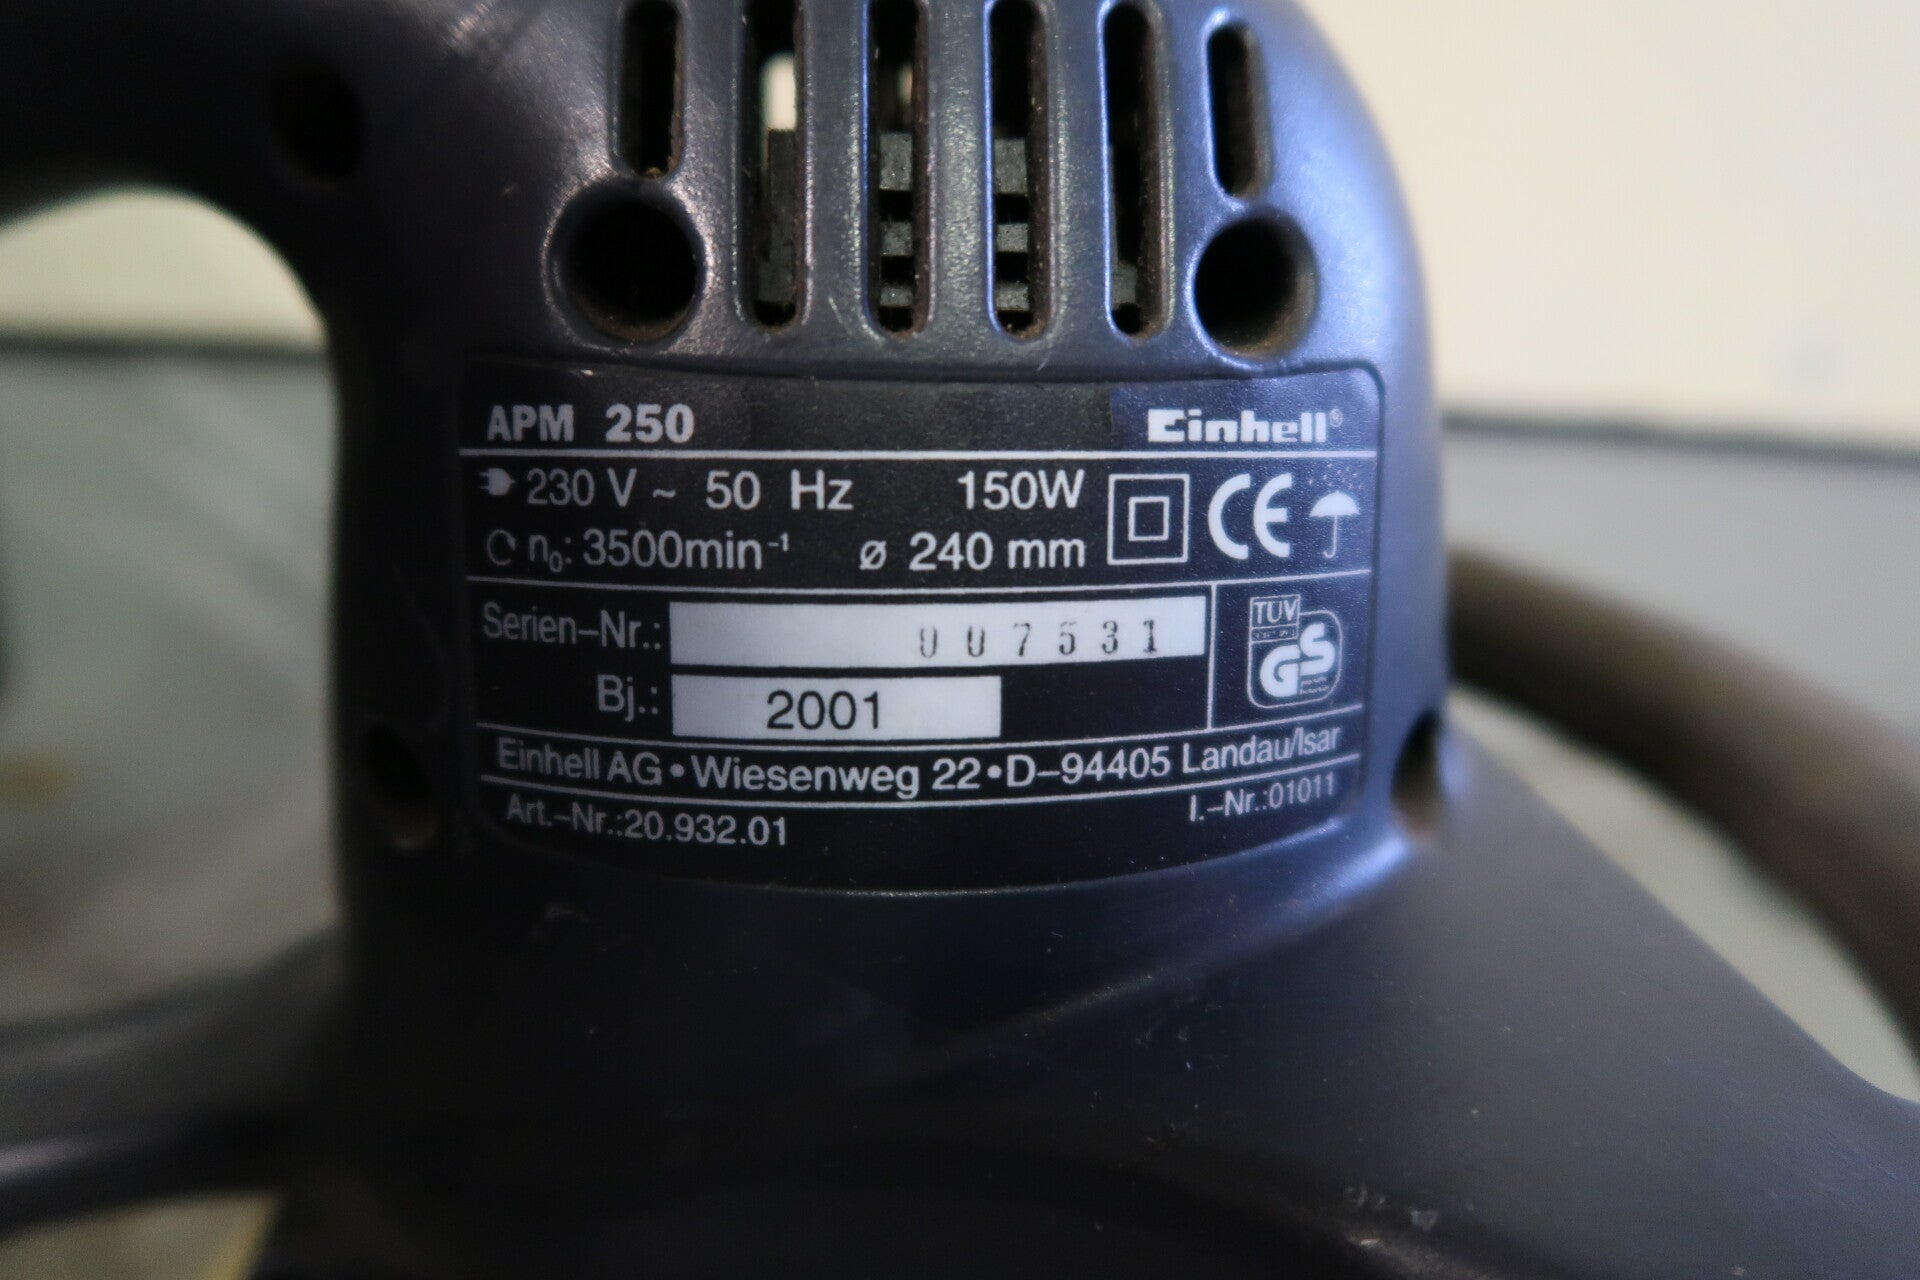 APM 250 Einhell®
230 V ~ 50 Hz 150W CE
n₀: 3500min⁻¹ ø 240 mm
Serien-Nr.: 007531
TÜV
GS
Bj.: 2001
Einhell AG • Wiesenweg 22 • D-94405 Landau/Isar
Art.-Nr.:20.932.01 I.-Nr.:01011